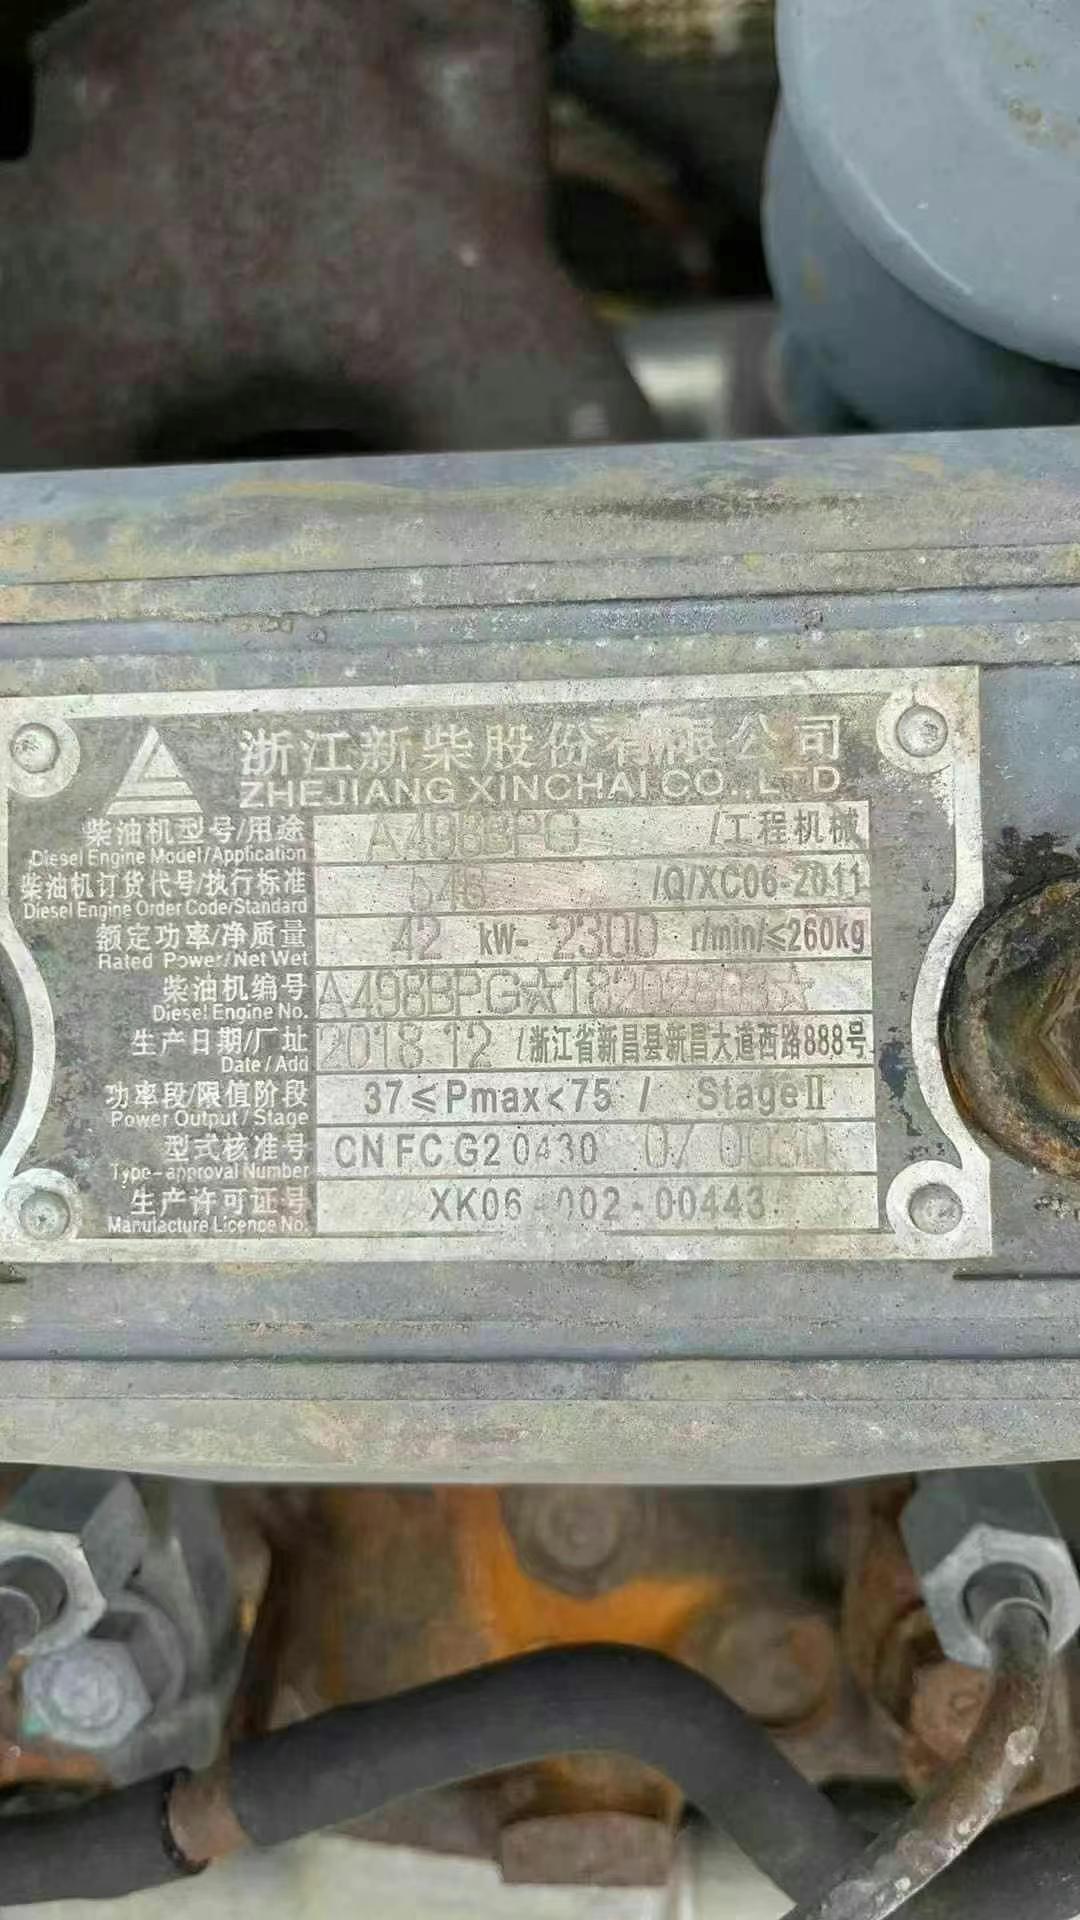 浙江新柴股份有限公司
ZHEJIANG XINCHAI CO.,LTD
柴油机型号/用途 A498BPG /工程机械
Diesel Engine Model/Application
柴油机订货代号/执行标准 /Q/XC06-2011
Diesel Engine Order Code/Standard
额定功率/净质量 42 kW- 2300 r/min/≤260kg
Rated Power/Net Wet
柴油机编号 A498BPG☆
Diesel Engine No.
生产日期/厂址 2018 12 /浙江省新昌县新昌大道西路888号
Date/Add
功率段/限值阶段 37≤Pmax<75 / StageⅡ
Power Output/Stage
型式核准号 CN FC G2 0430
Type-approval Number
生产许可证号 XK06-002-00443
Manufacture Licence No.